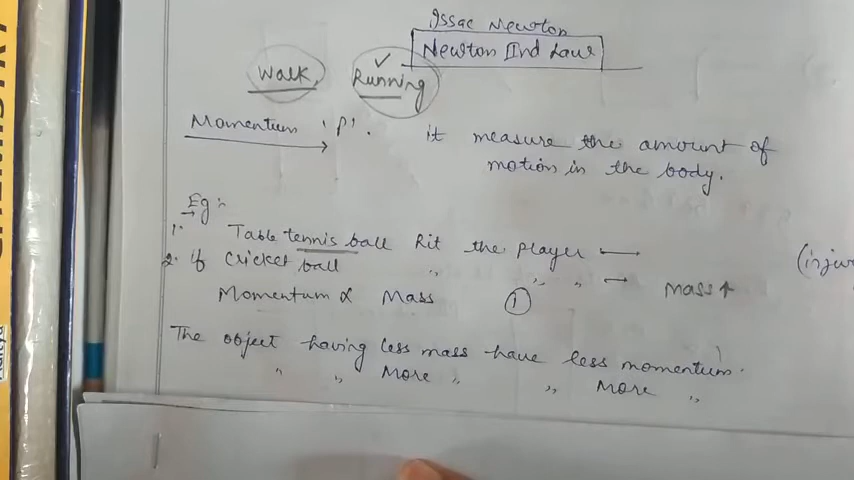 Issac Newton
Newton IInd Law
Walk, ✓ Running
Momentum 'P'. it measure the amount of
motion in the body.
→ Eg:-
1. Table tennis ball Hit the player ⟶ (injur
2. if Cricket ball " " " → Mass↑
Momentum ∝ Mass ①
The object having less mass have less momentum.
" " More " " More "
CHEMISTRY
Aditya